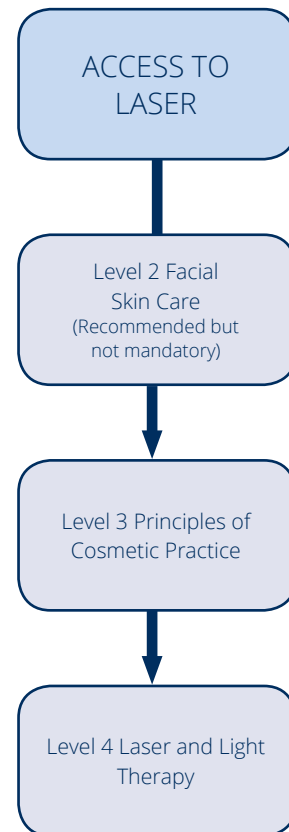 ACCESS TO
LASER
Level 2 Facial
Skin Care
(Recommended but
not mandatory)
Level 3 Principles of
Cosmetic Practice
Level 4 Laser and Light
Therapy